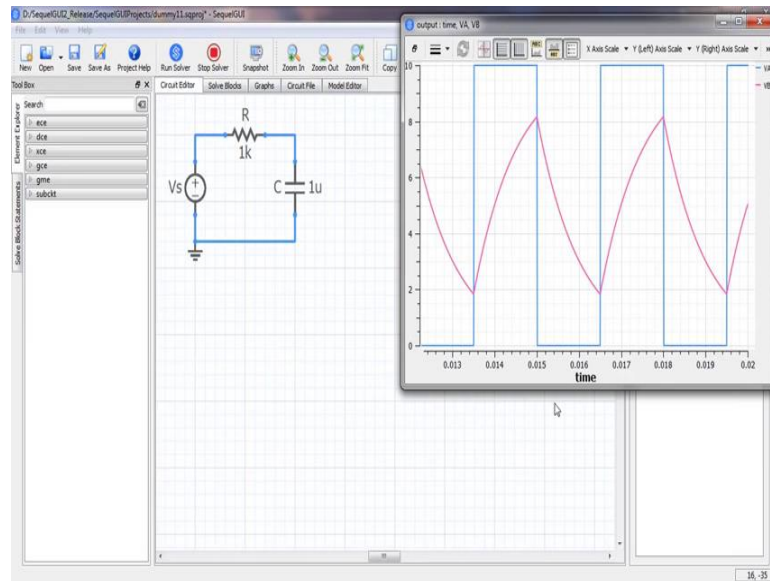 D:/SequelGUI2_Release/SequelGUIProjects/dummy11.sqproj* - SequelGUI
File Edit View Help
New Open Save Save As Project Help Run Solver Stop Solver Snapshot Zoom In Zoom Out Zoom Fit Copy
Tool Box
Circuit Editor Solve Blocks Graphs Circuit File Model Editor
Search
ece
dce
xce
gce
gme
subckt
Element Explorer
Solve Block Statements
R
1k
Vs
C
1u
output : time, VA, VB
X Axis Scale Y (Left) Axis Scale Y (Right) Axis Scale
VA
VB
10
8
6
4
2
0
0.013 0.014 0.015 0.016 0.017 0.018 0.019 0.02
time
16, -35